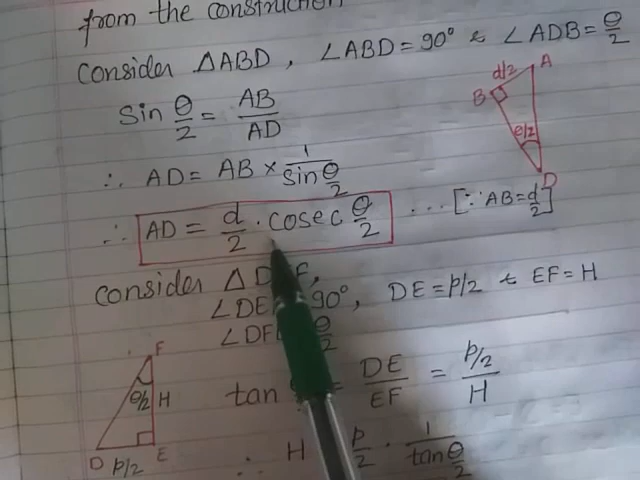 from the construction
Consider △ABD, ∠ABD = 90° & ∠ADB = θ/2
Sin θ/2 = AB/AD
∴ AD = AB × 1/sin θ/2
∴ AD = d/2 · cosec θ/2 ... [∵ AB = d/2]
A
d/2
B
θ/2
D
Consider △D F,
∠DE 90°, DE = P/2 & EF = H
∠DF θ/2
tan = DE/EF = P/2/H
∴ H P/2 · 1/tan θ/2
F
θ/2 H
D P/2 E